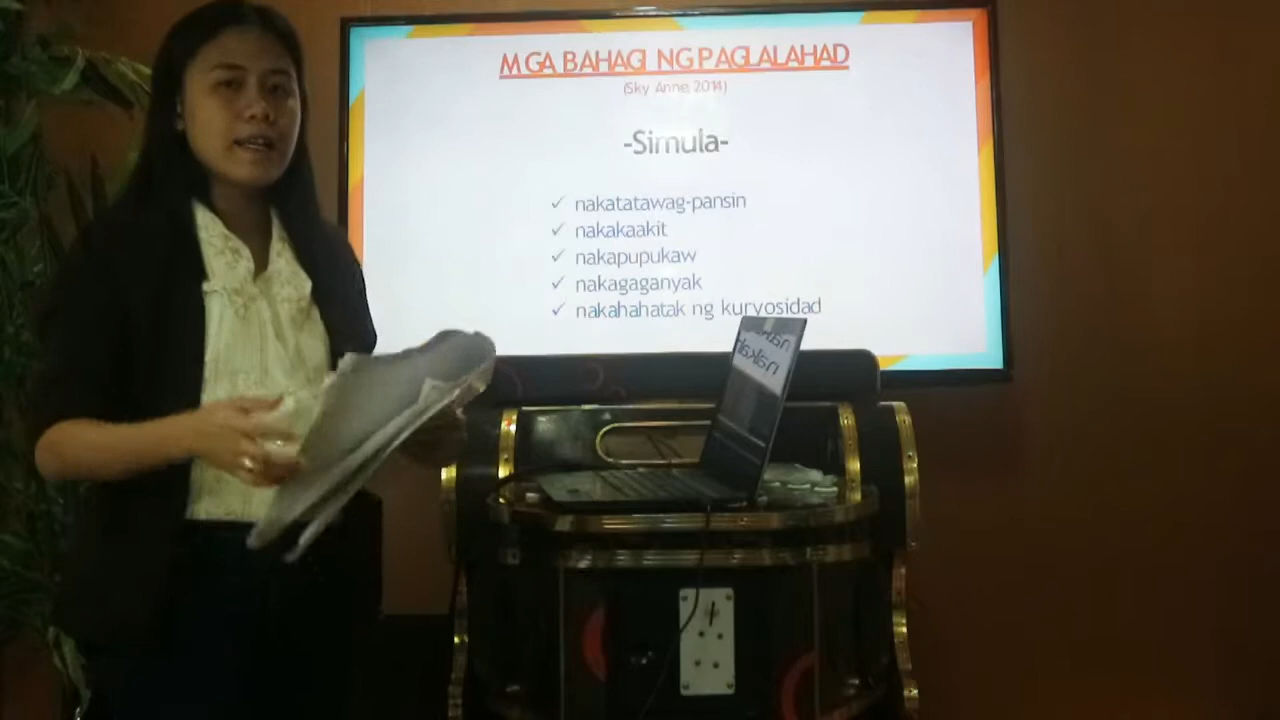 MGA BAHAGI NG PAGLALAHAD
(Sky Anne, 2014)
-Simula-
✓ nakatatawag-pansin
✓ nakakaakit
✓ nakapupukaw
✓ nakagaganyak
✓ nakahahatak ng kuryosidad